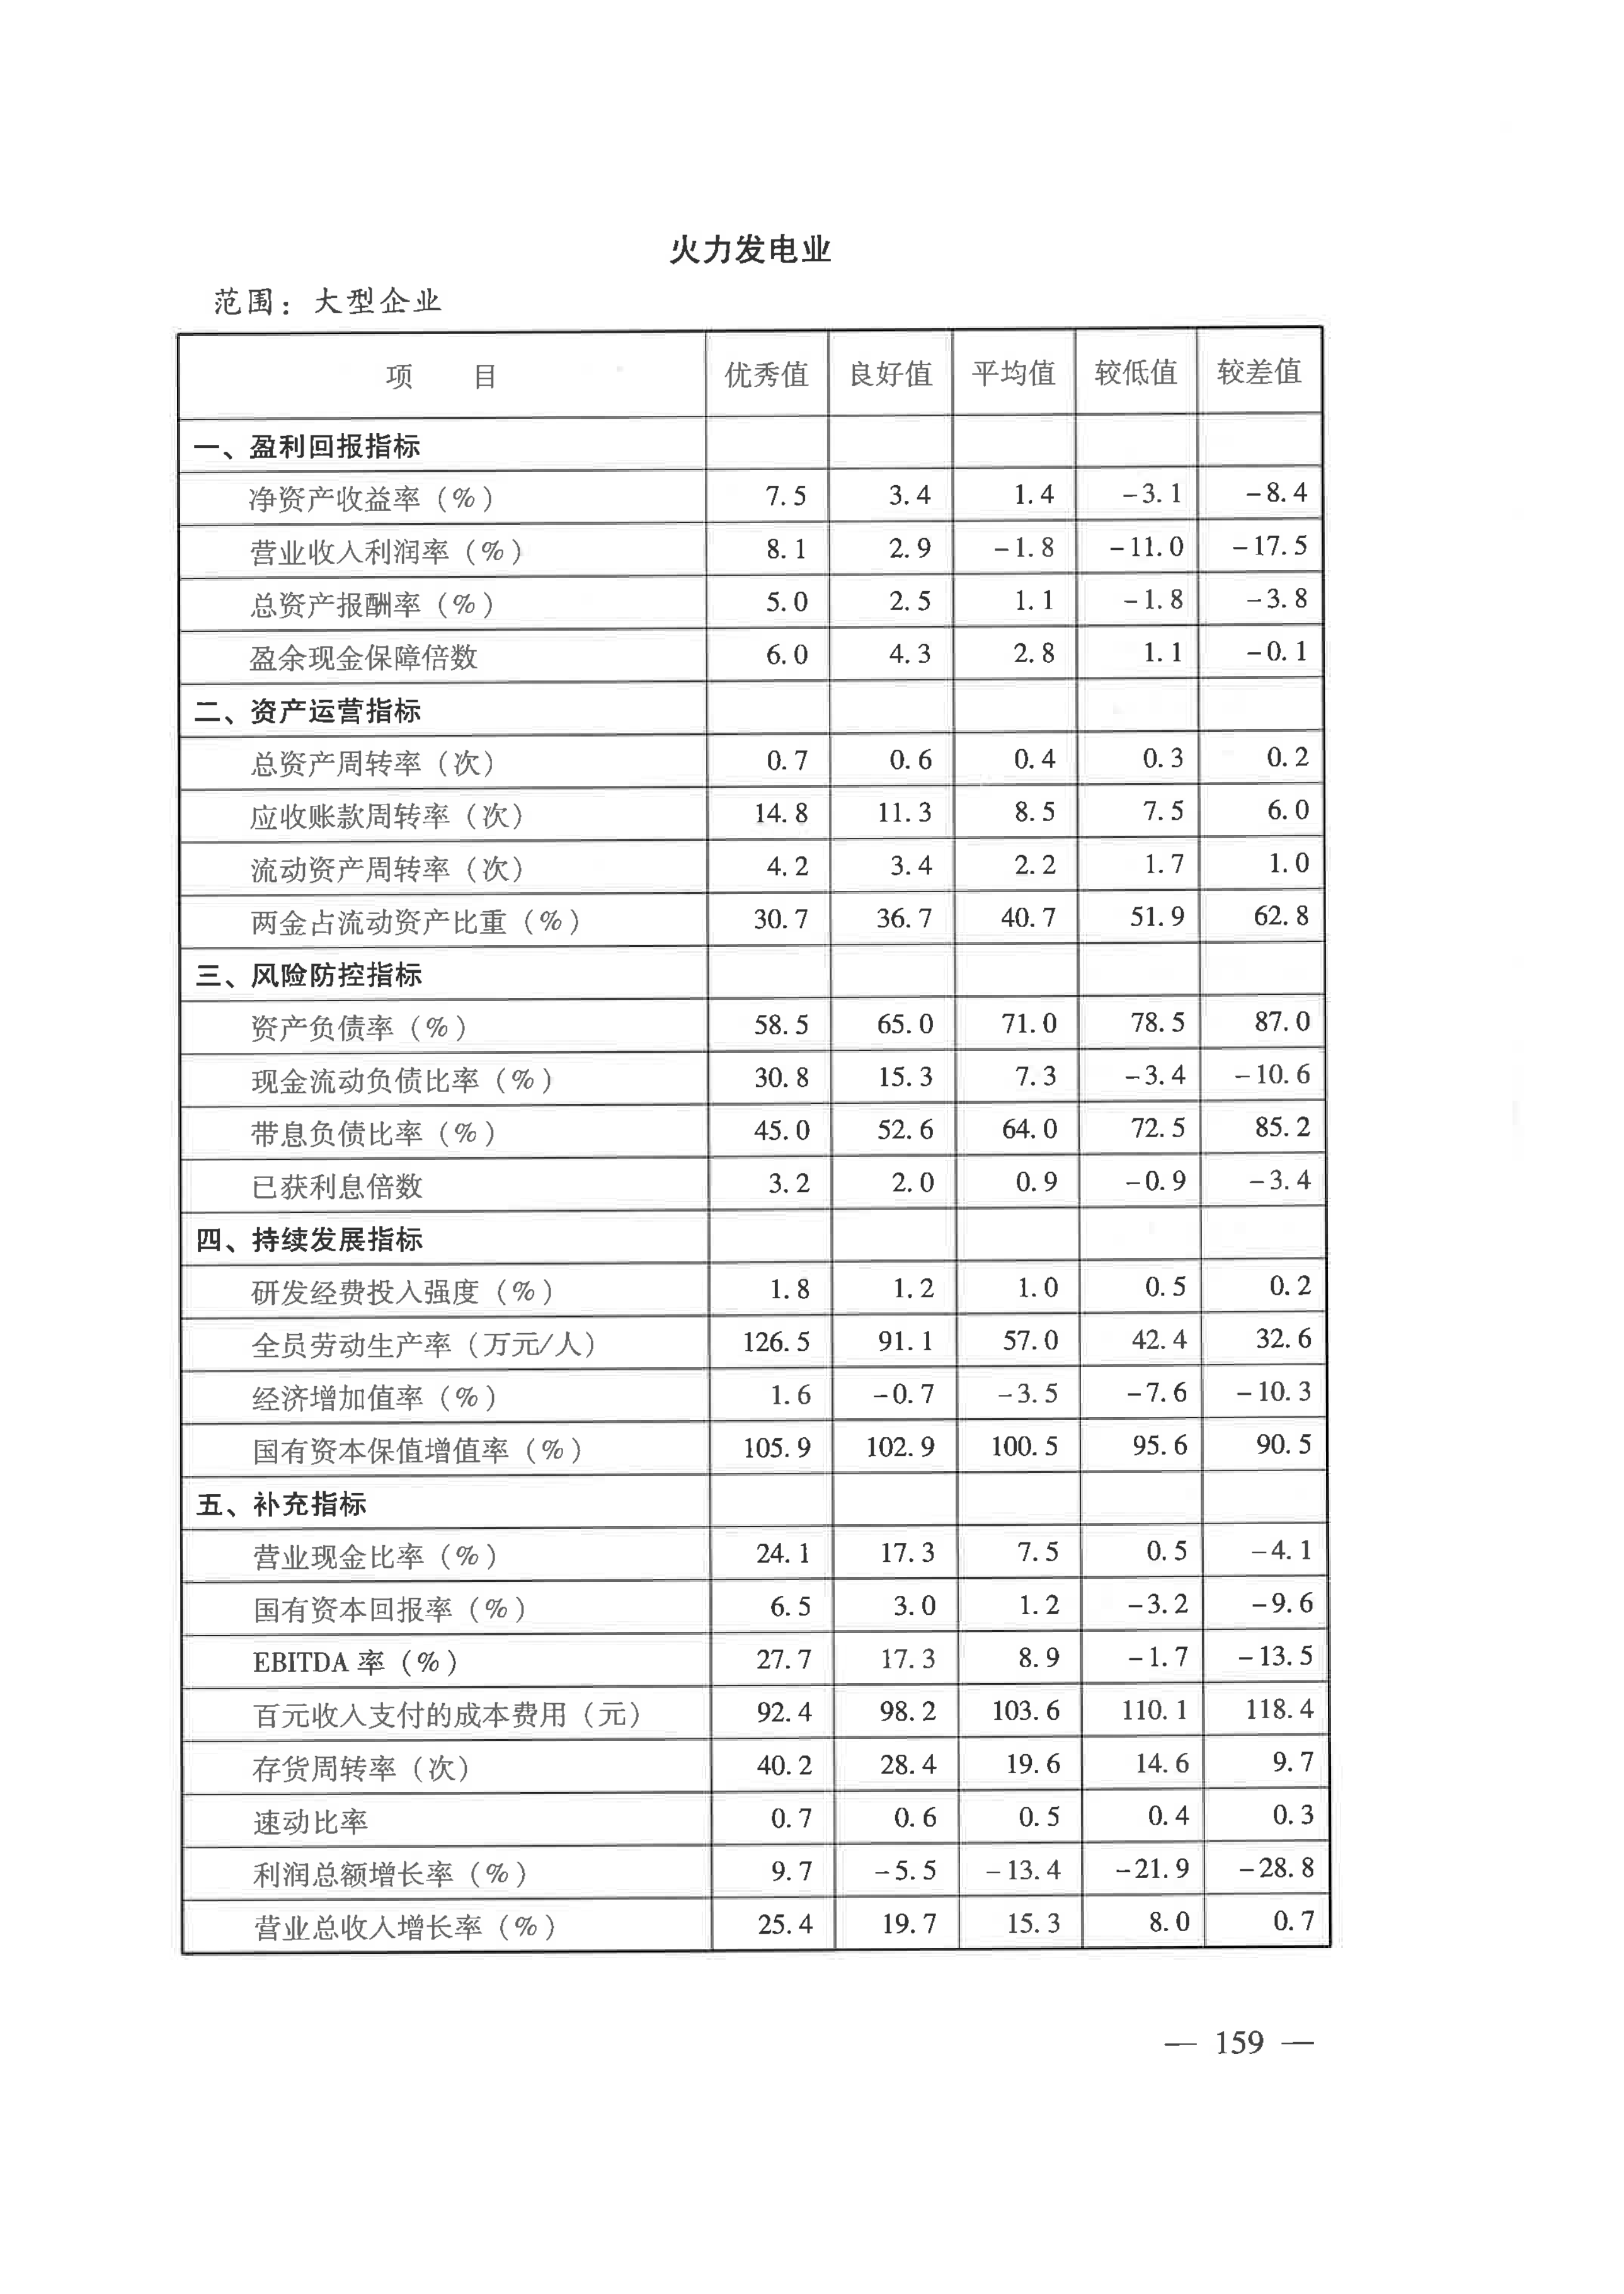 火力发电业
范围：大型企业
项 目 优秀值 良好值 平均值 较低值 较差值
一、盈利回报指标
净资产收益率（%） 7.5 3.4 1.4 -3.1 -8.4
营业收入利润率（%） 8.1 2.9 -1.8 -11.0 -17.5
总资产报酬率（%） 5.0 2.5 1.1 -1.8 -3.8
盈余现金保障倍数 6.0 4.3 2.8 1.1 -0.1
二、资产运营指标
总资产周转率（次） 0.7 0.6 0.4 0.3 0.2
应收账款周转率（次） 14.8 11.3 8.5 7.5 6.0
流动资产周转率（次） 4.2 3.4 2.2 1.7 1.0
两金占流动资产比重（%） 30.7 36.7 40.7 51.9 62.8
三、风险防控指标
资产负债率（%） 58.5 65.0 71.0 78.5 87.0
现金流动负债比率（%） 30.8 15.3 7.3 -3.4 -10.6
带息负债比率（%） 45.0 52.6 64.0 72.5 85.2
已获利息倍数 3.2 2.0 0.9 -0.9 -3.4
四、持续发展指标
研发经费投入强度（%） 1.8 1.2 1.0 0.5 0.2
全员劳动生产率（万元/人） 126.5 91.1 57.0 42.4 32.6
经济增加值率（%） 1.6 -0.7 -3.5 -7.6 -10.3
国有资本保值增值率（%） 105.9 102.9 100.5 95.6 90.5
五、补充指标
营业现金比率（%） 24.1 17.3 7.5 0.5 -4.1
国有资本回报率（%） 6.5 3.0 1.2 -3.2 -9.6
EBITDA 率（%） 27.7 17.3 8.9 -1.7 -13.5
百元收入支付的成本费用（元） 92.4 98.2 103.6 110.1 118.4
存货周转率（次） 40.2 28.4 19.6 14.6 9.7
速动比率 0.7 0.6 0.5 0.4 0.3
利润总额增长率（%） 9.7 -5.5 -13.4 -21.9 -28.8
营业总收入增长率（%） 25.4 19.7 15.3 8.0 0.7
— 159 —